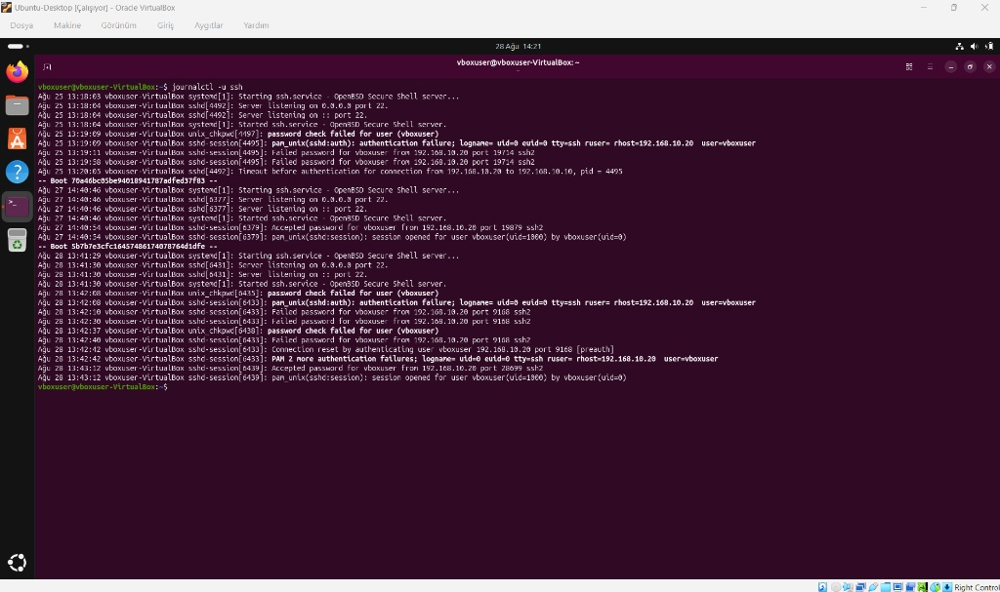 Ubuntu-Desktop [Çalışıyor] - Oracle VirtualBox
Dosya Makine Görünüm Giriş Aygıtlar Yardım
28 Ağu 14:21
vboxuser@vboxuser-VirtualBox: ~
vboxuser@vboxuser-VirtualBox:~$ journalctl -u ssh
Ağu 25 13:18:03 vboxuser-VirtualBox systemd[1]: Starting ssh.service - OpenBSD Secure Shell server...
Ağu 25 13:18:04 vboxuser-VirtualBox sshd[4492]: Server listening on 0.0.0.0 port 22.
Ağu 25 13:18:04 vboxuser-VirtualBox sshd[4492]: Server listening on :: port 22.
Ağu 25 13:18:04 vboxuser-VirtualBox systemd[1]: Started ssh.service - OpenBSD Secure Shell server.
Ağu 25 13:19:09 vboxuser-VirtualBox unix_chkpwd[4497]: password check failed for user (vboxuser)
Ağu 25 13:19:09 vboxuser-VirtualBox sshd-session[4495]: pam_unix(sshd:auth): authentication failure; logname= uid=0 euid=0 tty=ssh ruser= rhost=192.168.10.20  user=vboxuser
Ağu 25 13:19:11 vboxuser-VirtualBox sshd-session[4495]: Failed password for vboxuser from 192.168.10.20 port 19714 ssh2
Ağu 25 13:19:58 vboxuser-VirtualBox sshd-session[4495]: Failed password for vboxuser from 192.168.10.20 port 19714 ssh2
Ağu 25 13:20:09 vboxuser-VirtualBox sshd[4492]: Timeout before authentication for connection from 192.168.10.20 to 192.168.10.10, pid = 4495
-- Boot 70a46bc05be94018941787adfed37f83 --
Ağu 27 14:40:46 vboxuser-VirtualBox systemd[1]: Starting ssh.service - OpenBSD Secure Shell server...
Ağu 27 14:40:46 vboxuser-VirtualBox sshd[6377]: Server listening on 0.0.0.0 port 22.
Ağu 27 14:40:46 vboxuser-VirtualBox sshd[6377]: Server listening on :: port 22.
Ağu 27 14:40:46 vboxuser-VirtualBox systemd[1]: Started ssh.service - OpenBSD Secure Shell server.
Ağu 27 14:40:54 vboxuser-VirtualBox sshd-session[6379]: Accepted password for vboxuser from 192.168.10.20 port 19879 ssh2
Ağu 27 14:40:54 vboxuser-VirtualBox sshd-session[6379]: pam_unix(sshd:session): session opened for user vboxuser(uid=1000) by vboxuser(uid=0)
-- Boot 5b7b7e3cfc16457486174078764d1dfe --
Ağu 28 13:41:29 vboxuser-VirtualBox systemd[1]: Starting ssh.service - OpenBSD Secure Shell server...
Ağu 28 13:41:30 vboxuser-VirtualBox sshd[6431]: Server listening on 0.0.0.0 port 22.
Ağu 28 13:41:30 vboxuser-VirtualBox sshd[6431]: Server listening on :: port 22.
Ağu 28 13:41:30 vboxuser-VirtualBox systemd[1]: Started ssh.service - OpenBSD Secure Shell server.
Ağu 28 13:42:08 vboxuser-VirtualBox unix_chkpwd[6435]: password check failed for user (vboxuser)
Ağu 28 13:42:08 vboxuser-VirtualBox sshd-session[6433]: pam_unix(sshd:auth): authentication failure; logname= uid=0 euid=0 tty=ssh ruser= rhost=192.168.10.20  user=vboxuser
Ağu 28 13:42:10 vboxuser-VirtualBox sshd-session[6433]: Failed password for vboxuser from 192.168.10.20 port 9168 ssh2
Ağu 28 13:42:30 vboxuser-VirtualBox sshd-session[6433]: Failed password for vboxuser from 192.168.10.20 port 9168 ssh2
Ağu 28 13:42:37 vboxuser-VirtualBox unix_chkpwd[6438]: password check failed for user (vboxuser)
Ağu 28 13:42:40 vboxuser-VirtualBox sshd-session[6433]: Failed password for vboxuser from 192.168.10.20 port 9168 ssh2
Ağu 28 13:42:42 vboxuser-VirtualBox sshd-session[6433]: Connection reset by authenticating user vboxuser 192.168.10.20 port 9168 [preauth]
Ağu 28 13:42:42 vboxuser-VirtualBox sshd-session[6433]: PAM 2 more authentication failures; logname= uid=0 euid=0 tty=ssh ruser= rhost=192.168.10.20  user=vboxuser
Ağu 28 13:43:12 vboxuser-VirtualBox sshd-session[6439]: Accepted password for vboxuser from 192.168.10.20 port 28699 ssh2
Ağu 28 13:43:12 vboxuser-VirtualBox sshd-session[6439]: pam_unix(sshd:session): session opened for user vboxuser(uid=1000) by vboxuser(uid=0)
vboxuser@vboxuser-VirtualBox:~$
Right Control